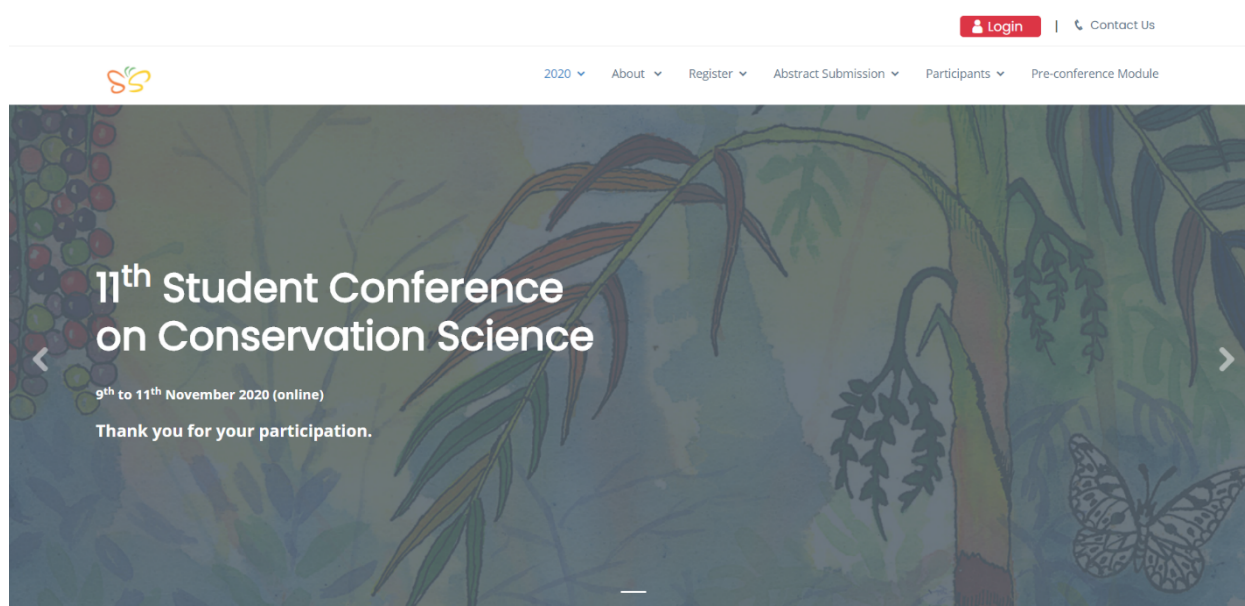 Login | Contact Us
2020 About Register Abstract Submission Participants Pre-conference Module
11th Student Conference
on Conservation Science
9th to 11th November 2020 (online)
Thank you for your participation.